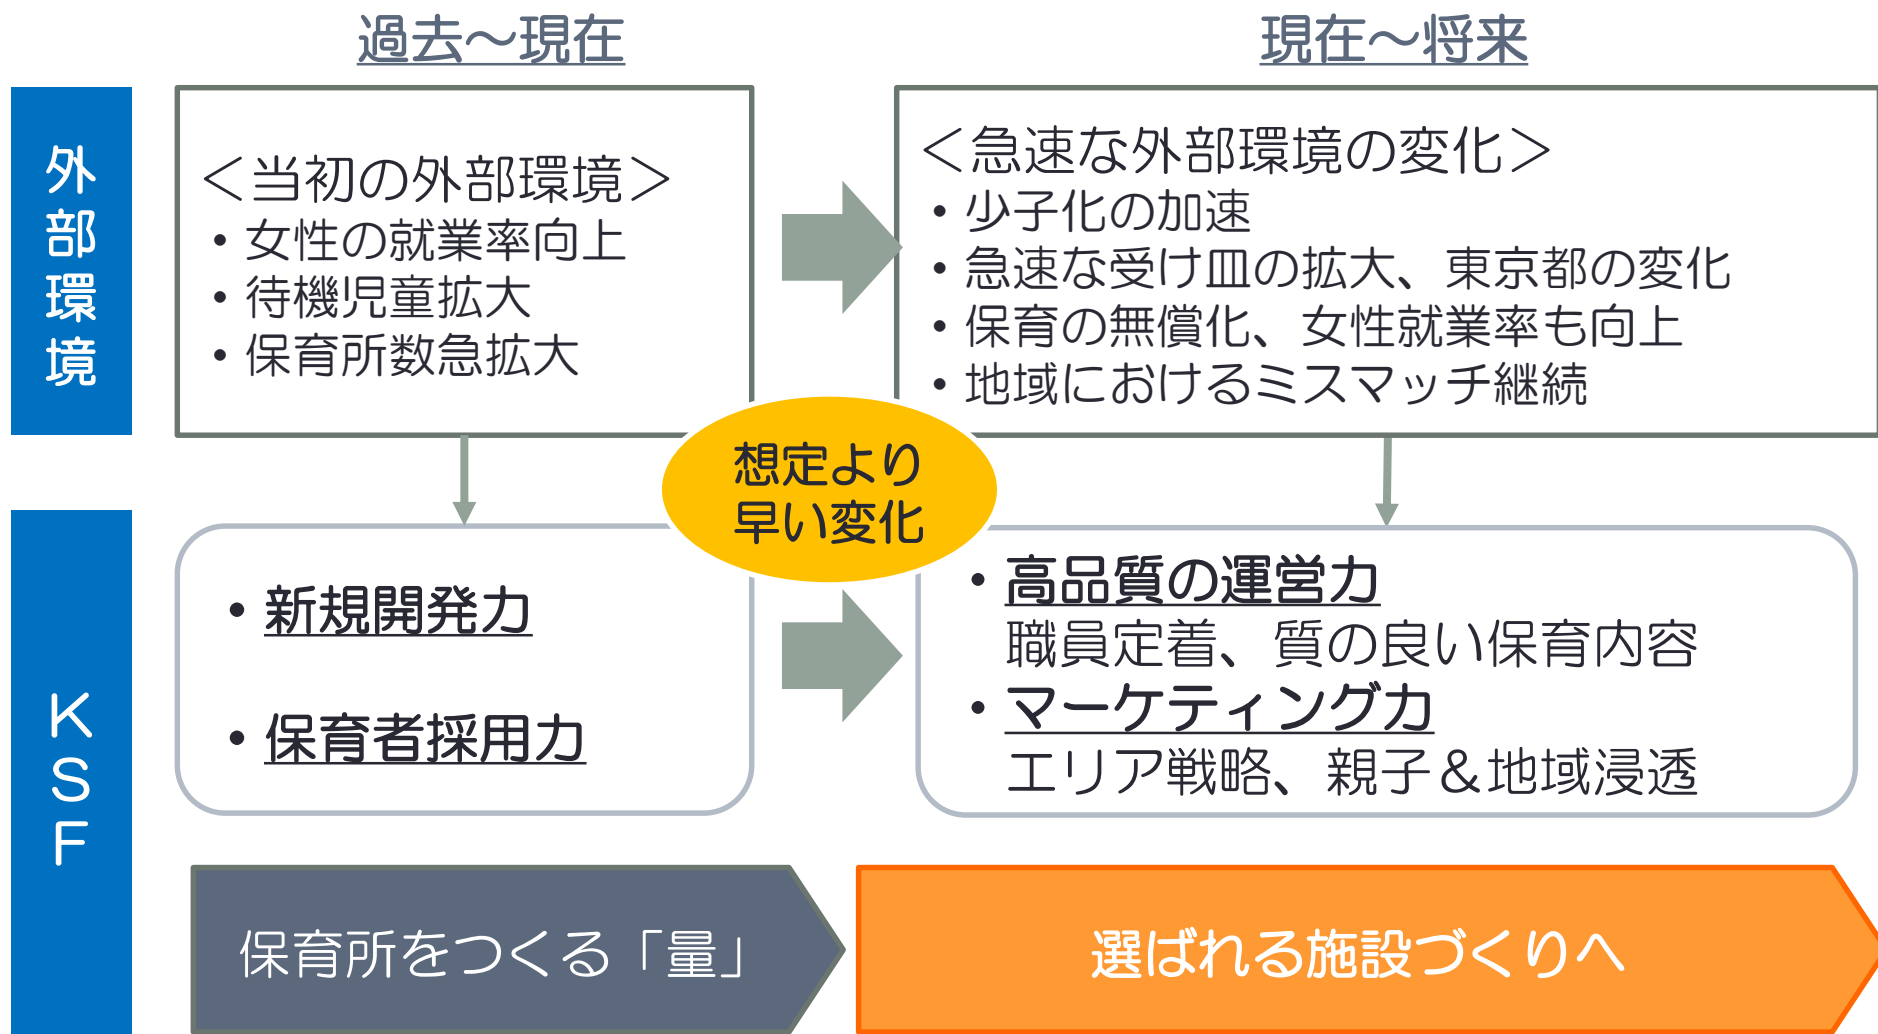 過去～現在
現在～将来
外部環境
＜当初の外部環境＞
・女性の就業率向上
・待機児童拡大
・保育所数急拡大
＜急速な外部環境の変化＞
・少子化の加速
・急速な受け皿の拡大、東京都の変化
・保育の無償化、女性就業率も向上
・地域におけるミスマッチ継続
想定より
早い変化
KSF
・新規開発力
・保育者採用力
・高品質の運営力
職員定着、質の良い保育内容
・マーケティング力
エリア戦略、親子＆地域浸透
保育所をつくる「量」
選ばれる施設づくりへ